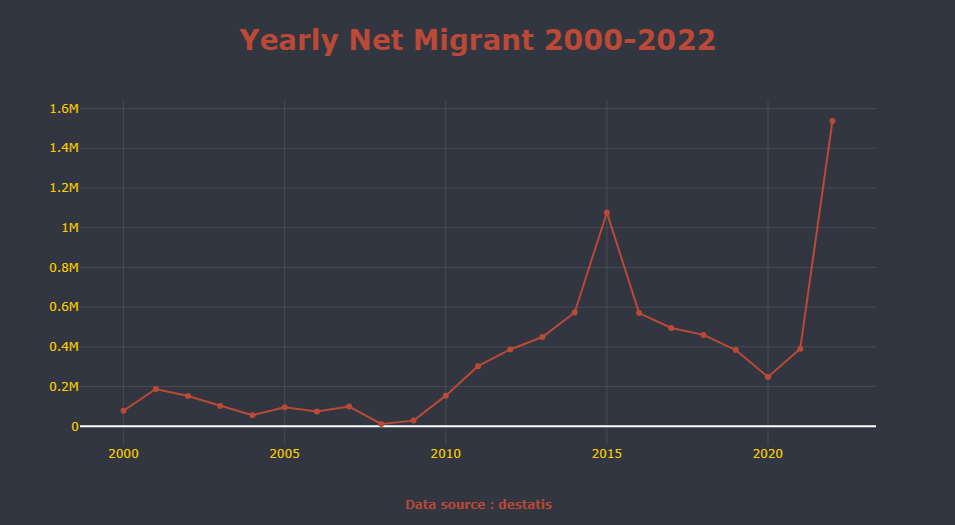 Yearly Net Migrant 2000–2022
1.6M
1.4M
1.2M
1M
0.8M
0.6M
0.4M
0.2M
0
2000 2005 2010 2015 2020
Data source : destatis